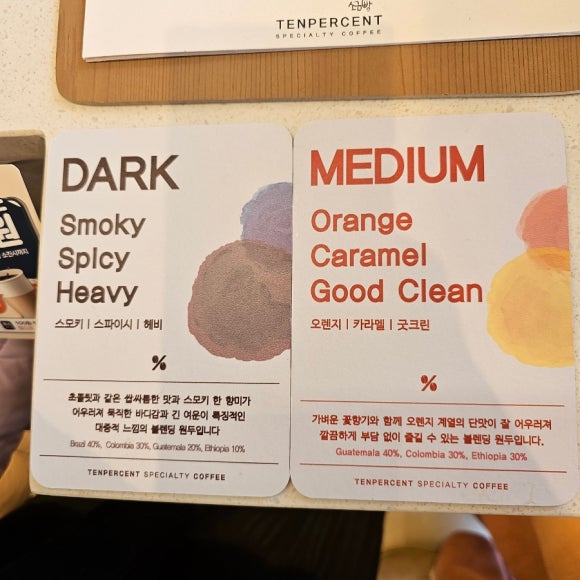 소금빵
TENPERCENT
SPECIALTY COFFEE
DARK
Smoky
Spicy
Heavy
스모키 | 스파이시 | 헤비
%
초콜릿과 같은 쌉싸름한 맛과 스모키 한 향미가
어우러져 묵직한 바디감과 긴 여운이 특징적인
대중적 느낌의 블렌딩 원두입니다
Brazil 40%, Colombia 30%, Guatemala 20%, Ethiopia 10%
TENPERCENT SPECIALTY COFFEE
MEDIUM
Orange
Caramel
Good Clean
오렌지 | 카라멜 | 굿크린
%
가벼운 꽃향기와 함께 오렌지 계열의 단맛이 잘 어우러져
깔끔하게 부담 없이 즐길 수 있는 블렌딩 원두입니다.
Guatemala 40%, Colombia 30%, Ethiopia 30%
TENPERCENT SPECIALTY COFFEE
원